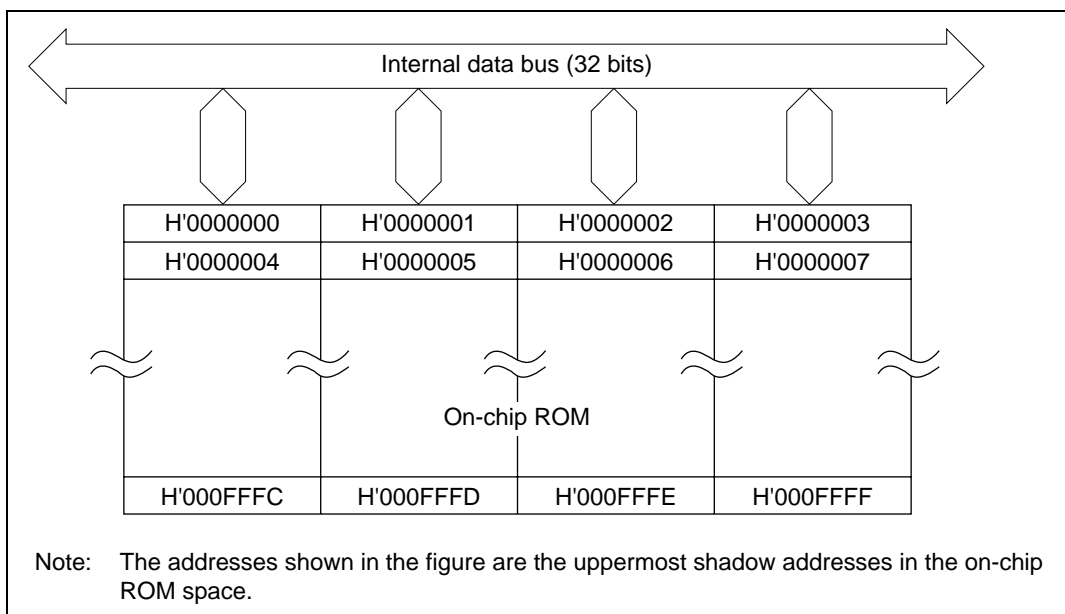 Internal data bus (32 bits)
H'0000000 H'0000001 H'0000002 H'0000003
H'0000004 H'0000005 H'0000006 H'0000007
On-chip ROM
H'000FFFC H'000FFFD H'000FFFE H'000FFFF
Note: The addresses shown in the figure are the uppermost shadow addresses in the on-chip
ROM space.